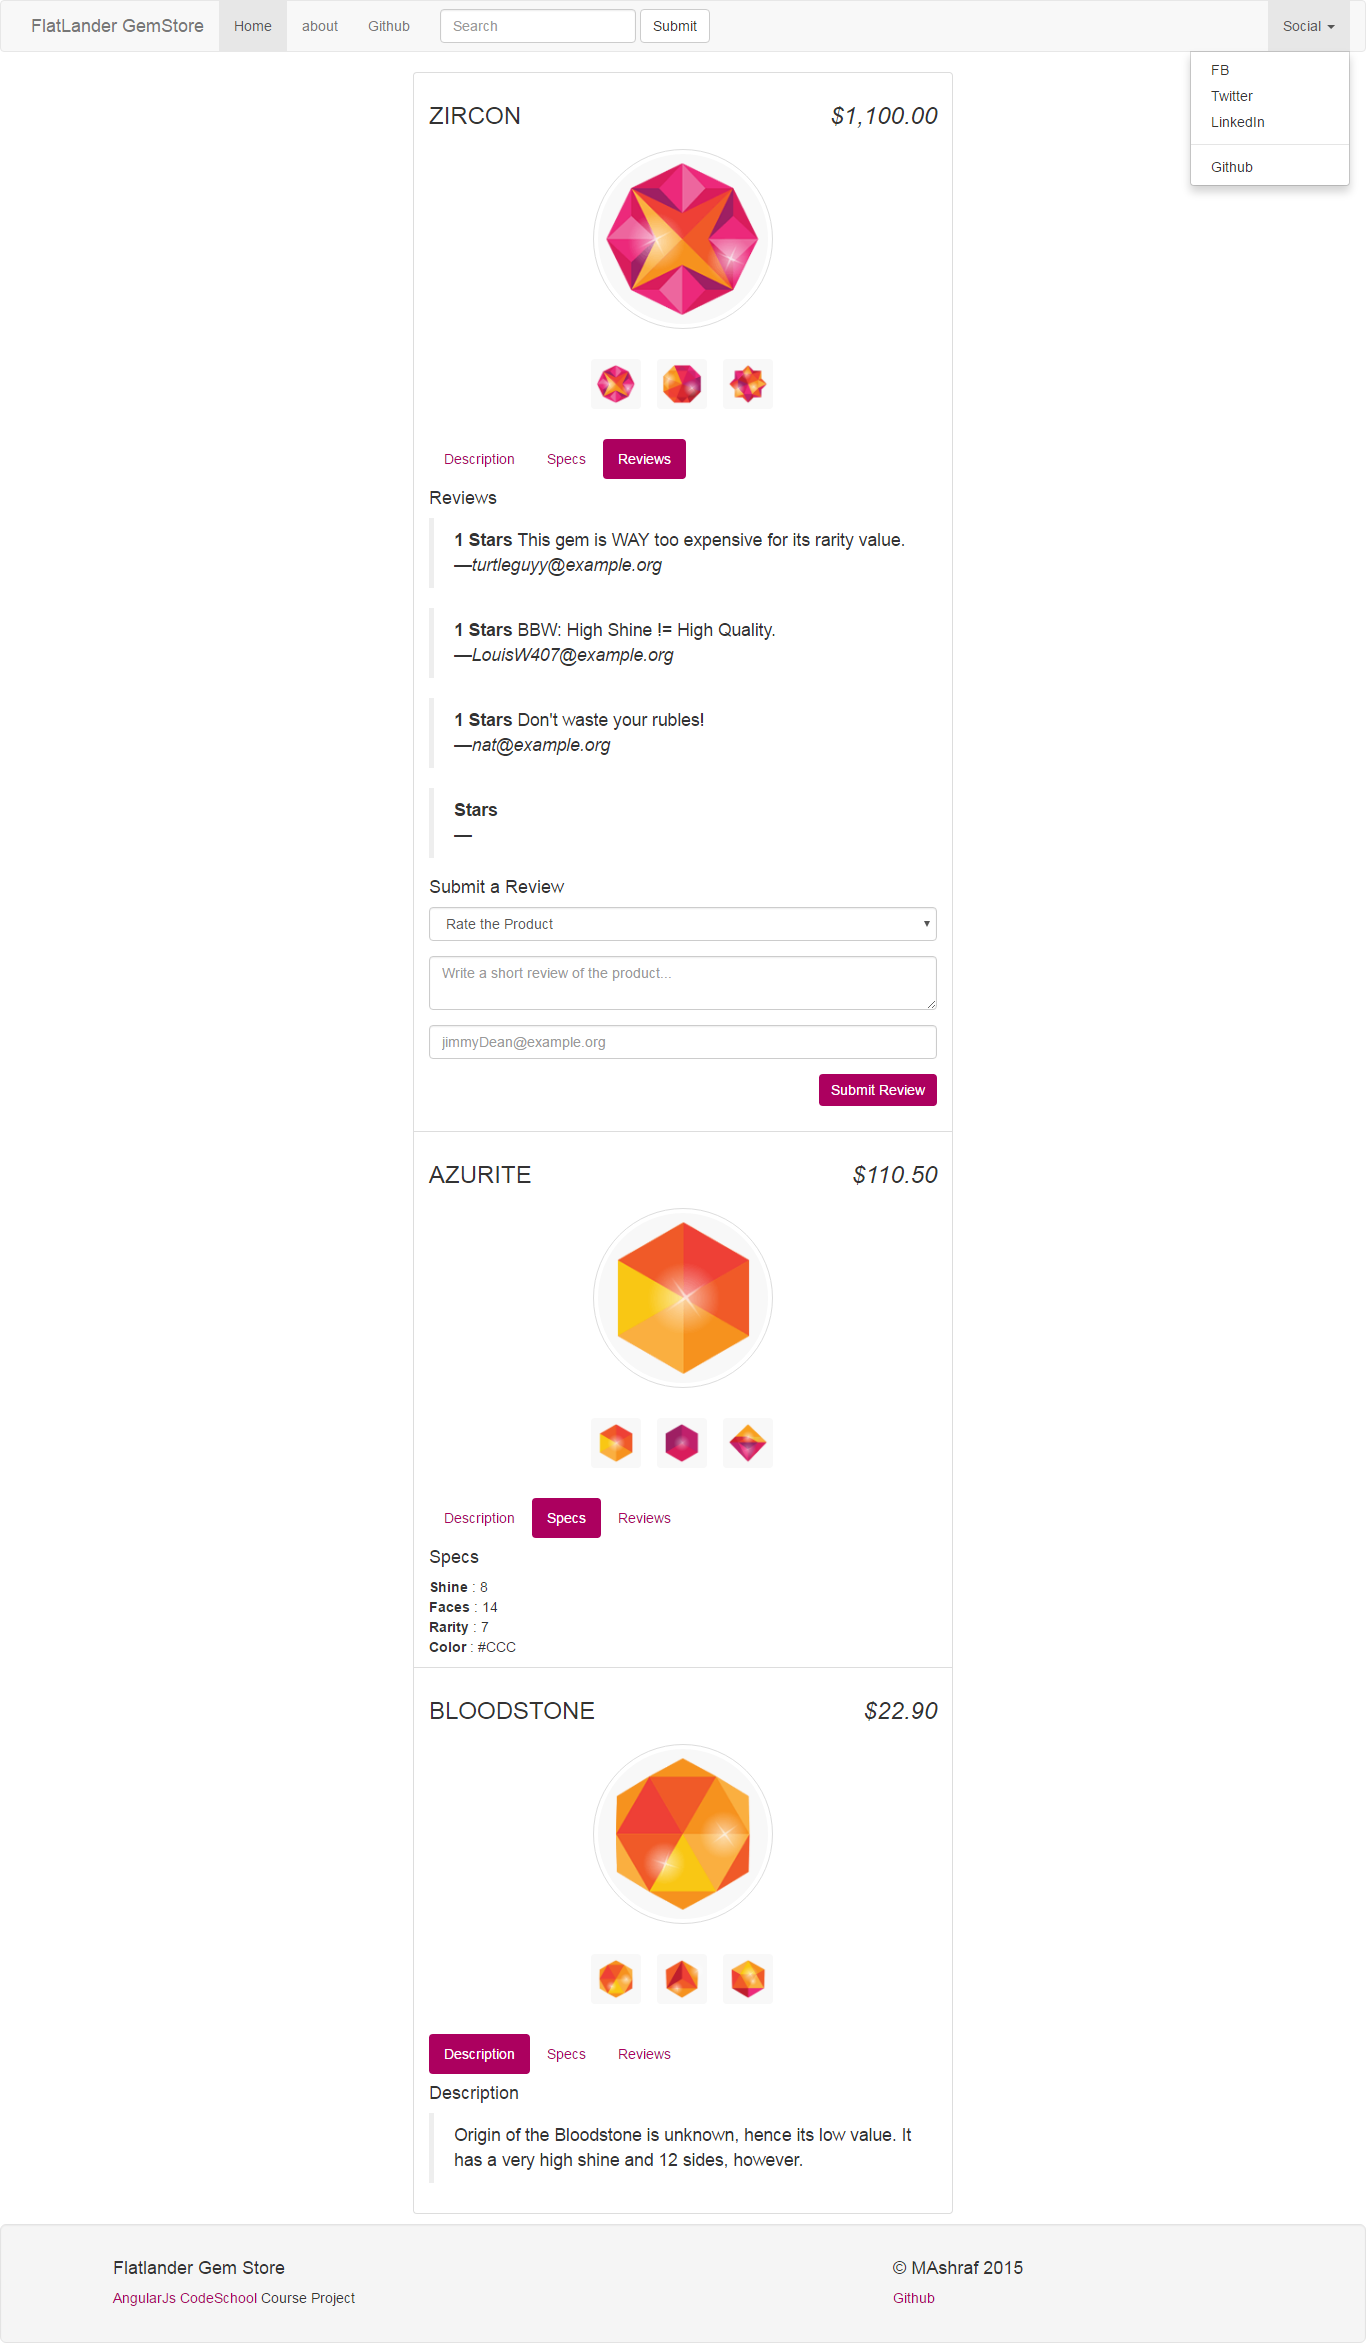 FlatLander GemStore Home about Github Search Submit Social
FB
Twitter
LinkedIn
Github
ZIRCON $1,100.00
Description Specs Reviews
Reviews
1 Stars This gem is WAY too expensive for its rarity value.
—turtleguyy@example.org
1 Stars BBW: High Shine != High Quality.
—LouisW407@example.org
1 Stars Don't waste your rubles!
—nat@example.org
Stars
—
Submit a Review
Rate the Product
Write a short review of the product...
jimmyDean@example.org
Submit Review
AZURITE $110.50
Description Specs Reviews
Specs
Shine : 8
Faces : 14
Rarity : 7
Color : #CCC
BLOODSTONE $22.90
Description Specs Reviews
Description
Origin of the Bloodstone is unknown, hence its low value. It
has a very high shine and 12 sides, however.
Flatlander Gem Store © MAshraf 2015
AngularJs CodeSchool Course Project Github